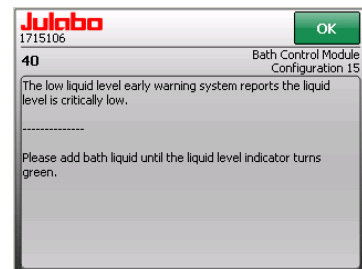 Julabo
OK
1715106
40
Bath Control Module
Configuration 15
The low liquid level early warning system reports the liquid
level is critically low.
--------------
Please add bath liquid until the liquid level indicator turns
green.